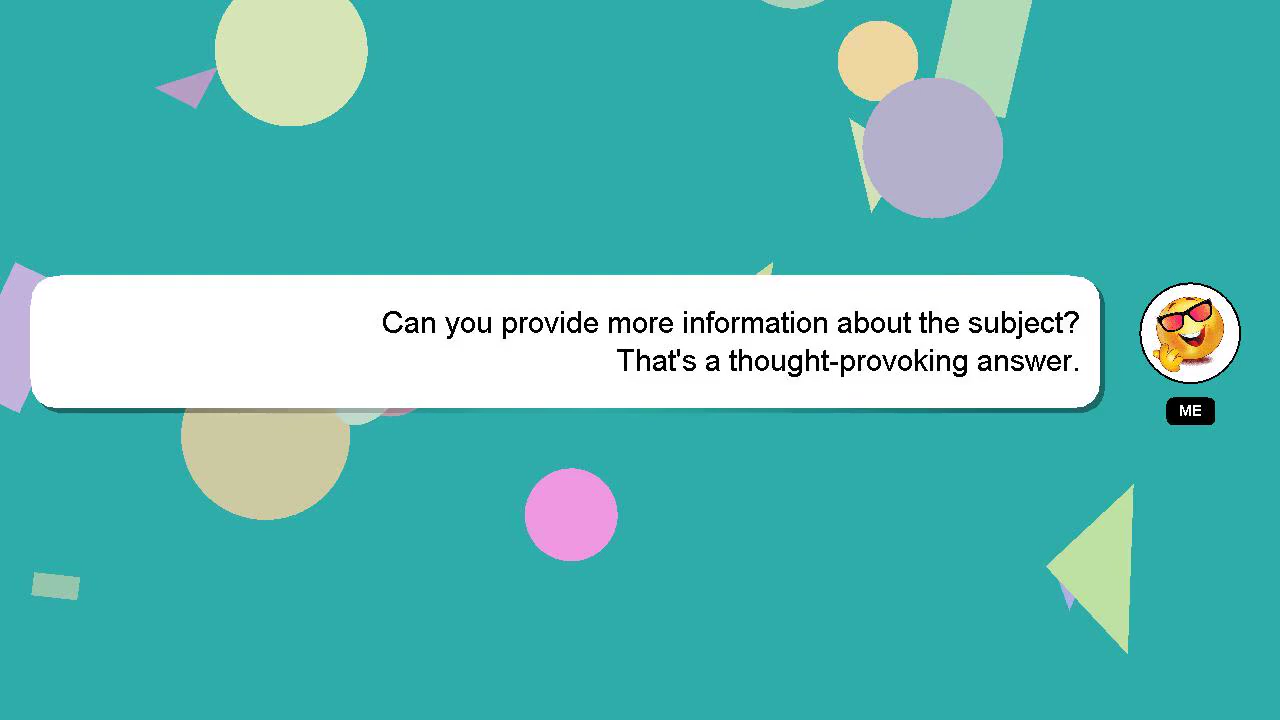 Can you provide more information about the subject?
That's a thought-provoking answer.
ME